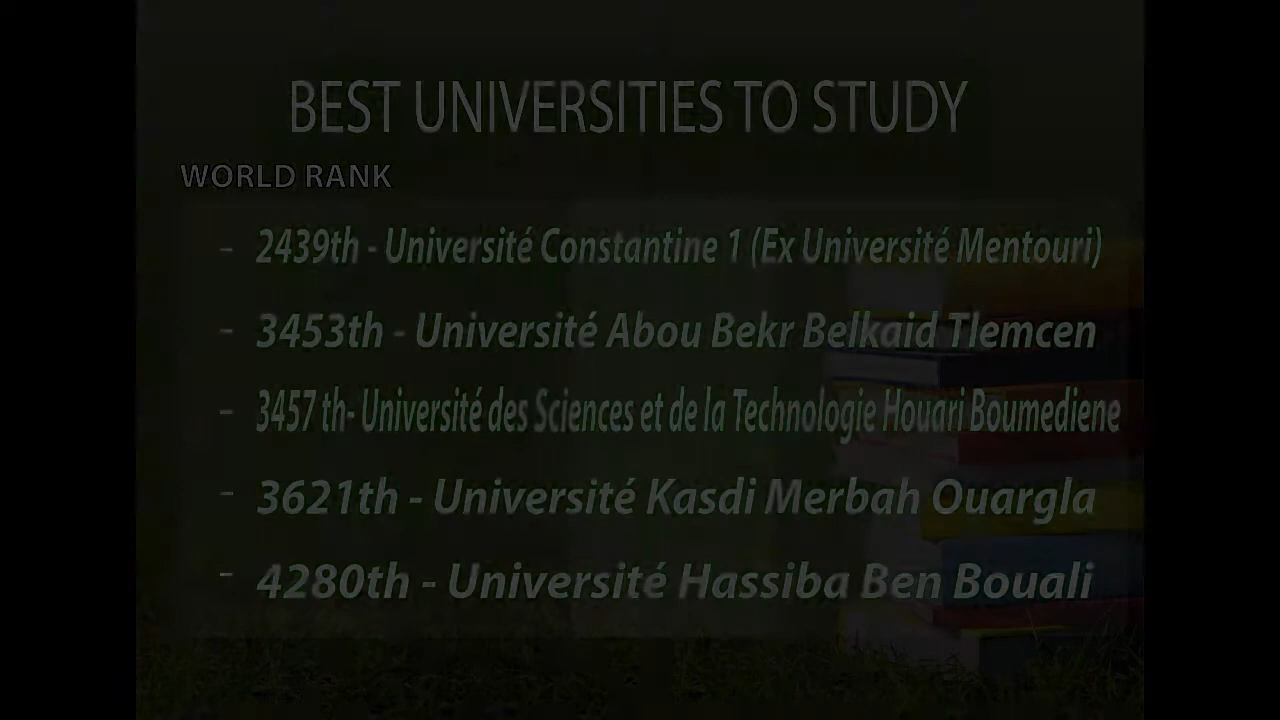 BEST UNIVERSITIES TO STUDY
WORLD RANK
- 2439th - Université Constantine 1 (Ex Université Mentouri)
- 3453th - Université Abou Bekr Belkaid Tlemcen
- 3457 th- Université des Sciences et de la Technologie Houari Boumediene
- 3621th - Université Kasdi Merbah Ouargla
- 4280th - Université Hassiba Ben Bouali